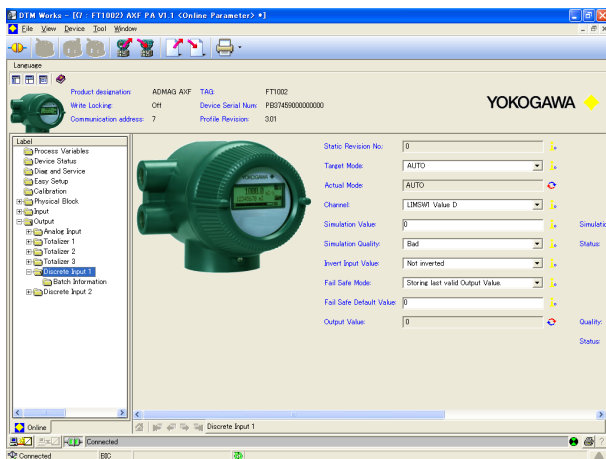 DTM Works - [(7 : FT1002) AXF PA V1.1 <Online Parameter> *]
File View Device Tool Window
Language
Product designation: ADMAG AXF TAG FT1002
Write Locking: Off Device Serial Num: PB37459000000000
Communication address: 7 Profile Revision: 3.01
YOKOGAWA
Label
Process Variables
Device Status
Diag and Service
Easy Setup
Calibration
Physical Block
Input
Output
Analog Input
Totalizer 1
Totalizer 2
Totalizer 3
Discrete Input 1
Batch Information
Discrete Input 2
YOKOGAWA
Static Revision No.: 0
Target Mode: AUTO
Actual Mode: AUTO
Channel: LIMSW1 Value D
Simulation Value: 0 Simulatio
Simulation Quality: Bad Status:
Invert Input Value: Not inverted
Fail Safe Mode: Storing last valid Output Value.
Fail Safe Default Value: 0
Output Value: 0 Quality:
Status:
Online
Discrete Input 1
Connected
Connected EIC